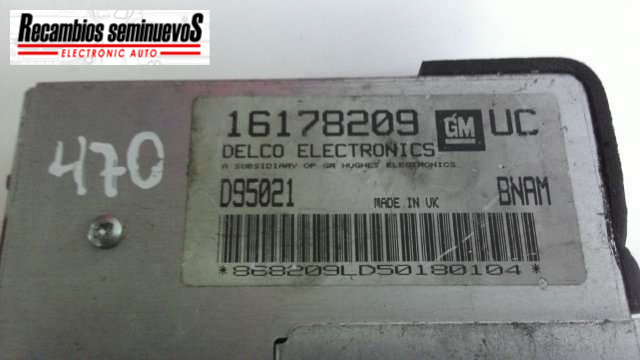 Recambios seminuevoS
ELECTRONIC AUTO
470
16178209 GM UC
DELCO ELECTRONICS
A SUBSIDIARY OF GM HUGHES ELECTRONICS
D95021 MADE IN UK BNAM
*868209LD50180104*